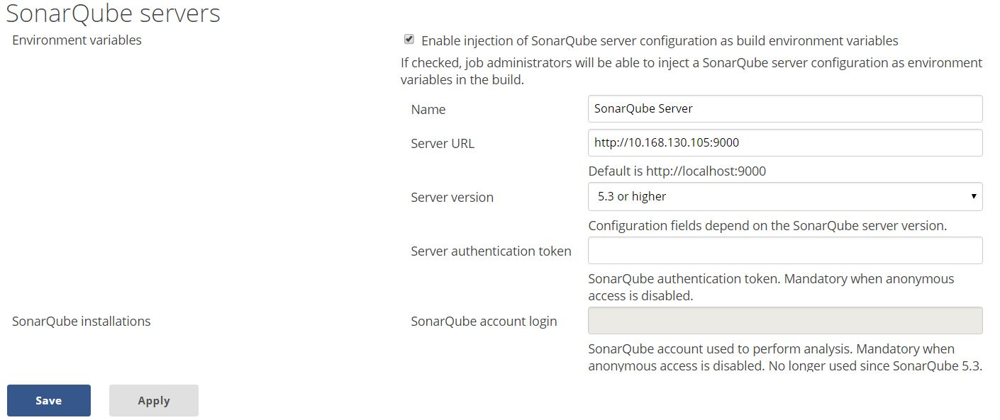 SonarQube servers
Environment variables
Enable injection of SonarQube server configuration as build environment variables
If checked, job administrators will be able to inject a SonarQube server configuration as environment
variables in the build.
Name
SonarQube Server
Server URL
http://10.168.130.105:9000
Default is http://localhost:9000
Server version
5.3 or higher
Configuration fields depend on the SonarQube server version.
Server authentication token
SonarQube authentication token. Mandatory when anonymous
access is disabled.
SonarQube installations
SonarQube account login
SonarQube account used to perform analysis. Mandatory when
anonymous access is disabled. No longer used since SonarQube 5.3.
Save
Apply